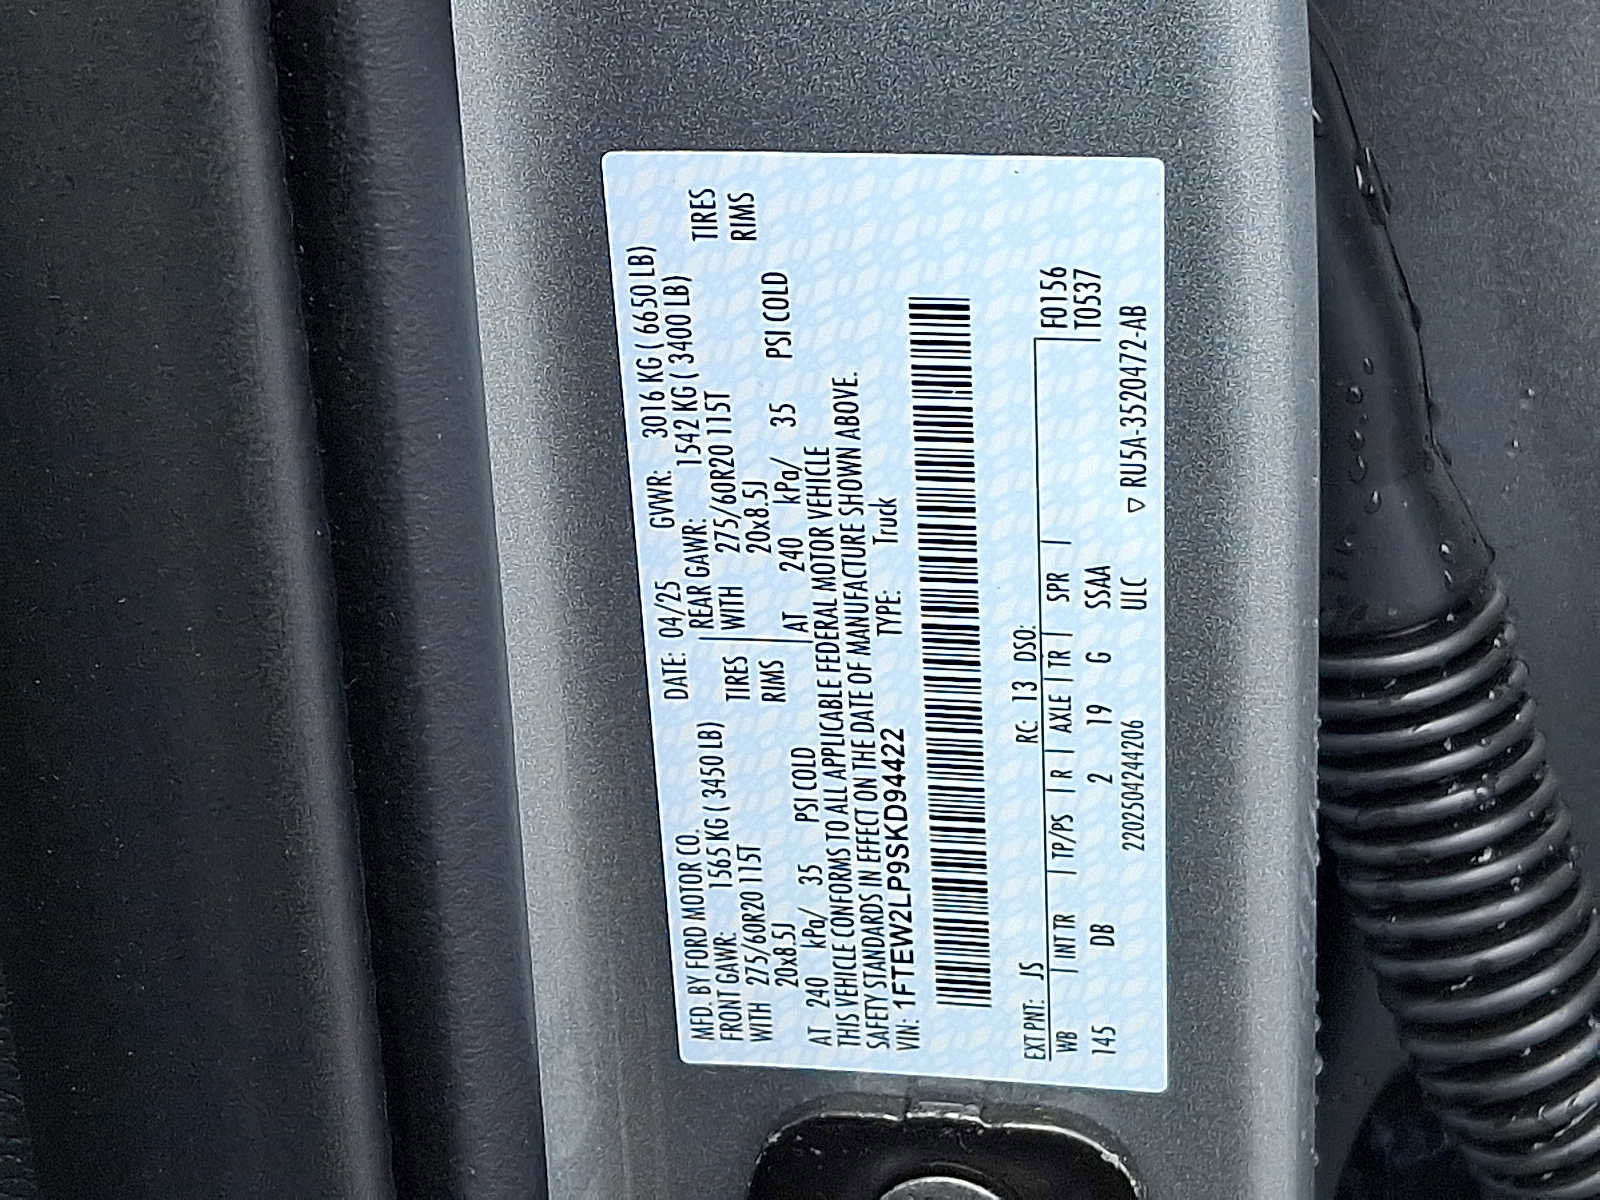 MFD. BY FORD MOTOR CO. DATE: 04/25 GVWR: 3016 KG ( 6650 LB)
FRONT GAWR: 1565 KG ( 3450 LB) REAR GAWR: 1542 KG ( 3400 LB)
WITH 275/60R20 115T TIRES WITH 275/60R20 115T TIRES
20x8.5J RIMS 20x8.5J RIMS
AT 240 kPa/ 35 PSI COLD AT 240 kPa/ 35 PSI COLD
THIS VEHICLE CONFORMS TO ALL APPLICABLE FEDERAL MOTOR VEHICLE
SAFETY STANDARDS IN EFFECT ON THE DATE OF MANUFACTURE SHOWN ABOVE.
VIN: 1FTEW2LP9SKD94422 TYPE: Truck
EXT PNT: JS RC: 13 DSO: F0156
WB INT TR TP/PS R AXLE TR SPR T0537
145 DB 2 19 G SSAA
220250424206 ULC ▽ RU5A-3520472-AB